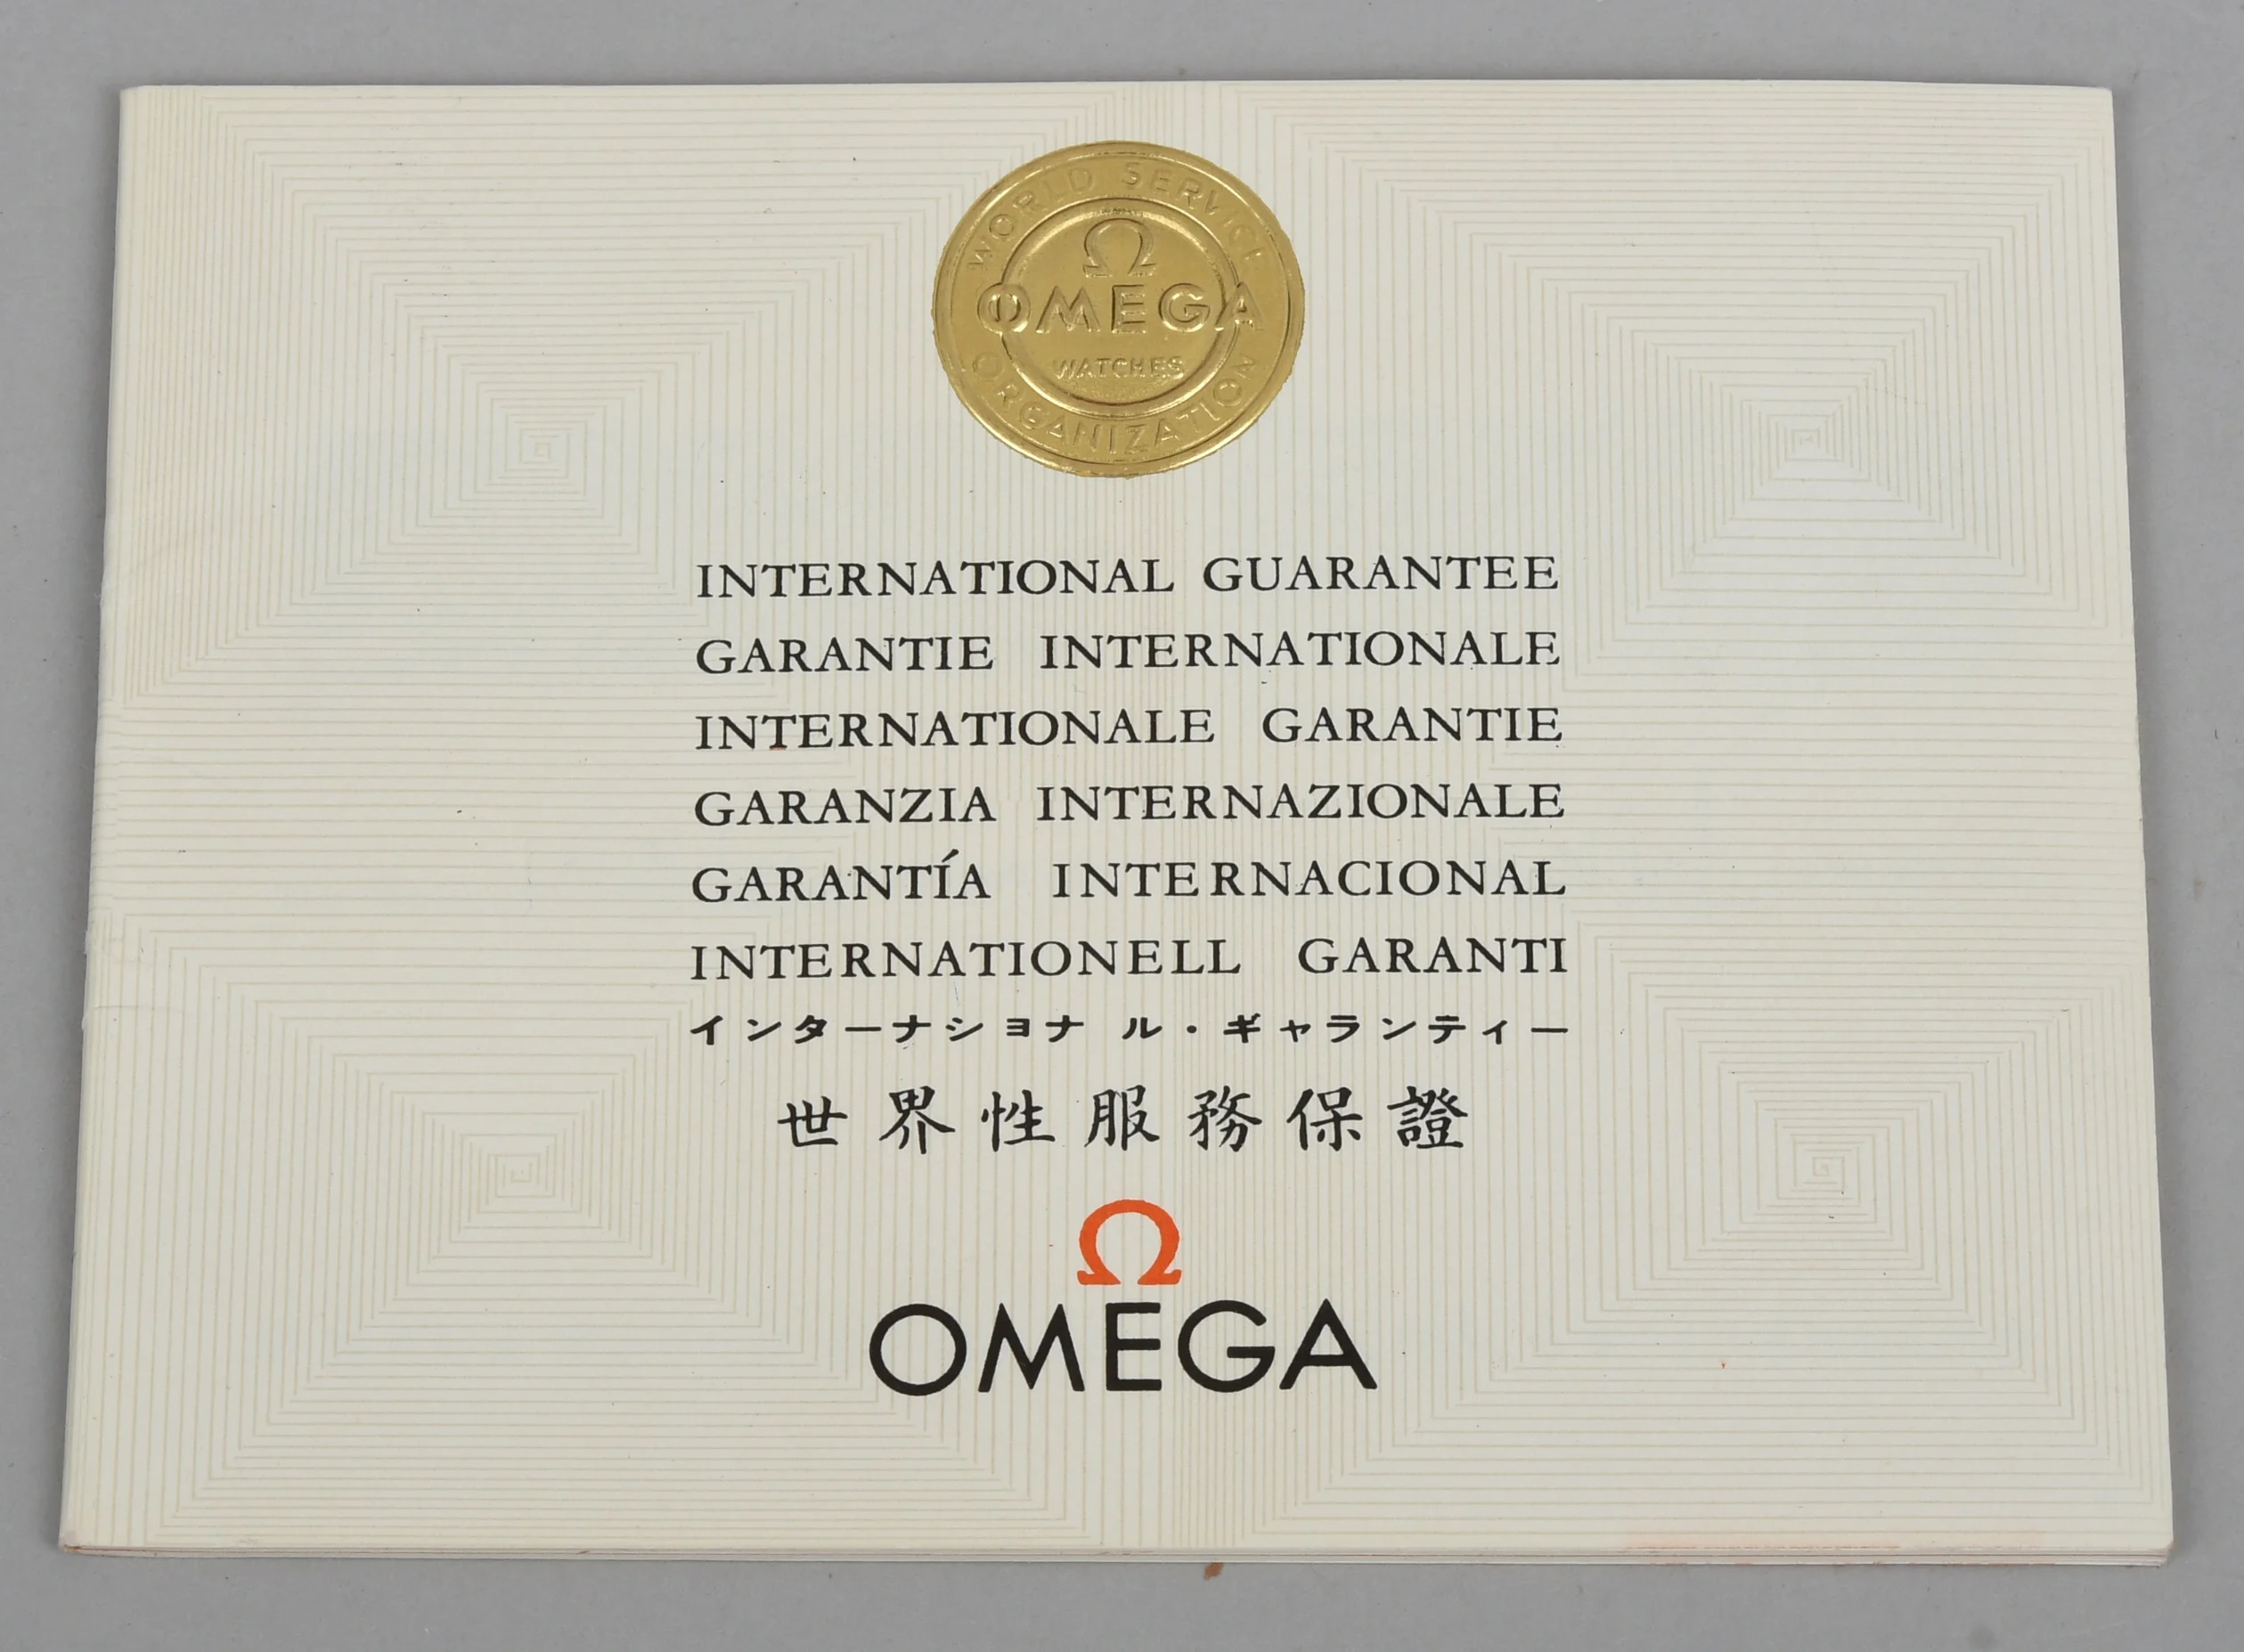 WORLD SERVICE
Ω
OMEGA
WATCHES
ORGANIZATION
INTERNATIONAL GUARANTEE
GARANTIE INTERNATIONALE
INTERNATIONALE GARANTIE
GARANZIA INTERNAZIONALE
GARANTÍA INTERNACIONAL
INTERNATIONELL GARANTI
インターナショナル・ギャランティー
世界性服務保證
Ω
OMEGA